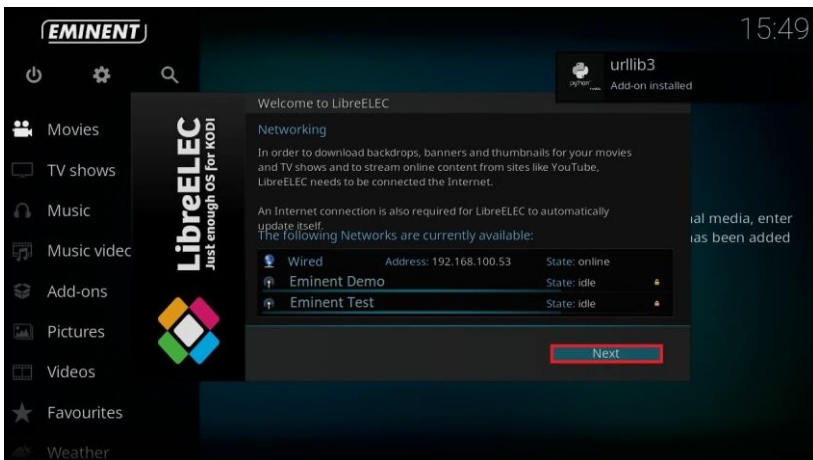 EMINENT
15:49
urllib3
Add-on installed
Welcome to LibreELEC
Networking
In order to download backdrops, banners and thumbnails for your movies
and TV shows and to stream online content from sites like YouTube,
LibreELEC needs to be connected the Internet.
An Internet connection is also required for LibreELEC to automatically
update itself.
The following Networks are currently available:
Wired Address: 192.168.100.53 State: online
Eminent Demo State: idle
Eminent Test State: idle
Next
LibreELEC
Just enough OS for KODI
Movies
TV shows
Music
Music videc
Add-ons
Pictures
Videos
Favourites
Weather
al media, enter
as been added